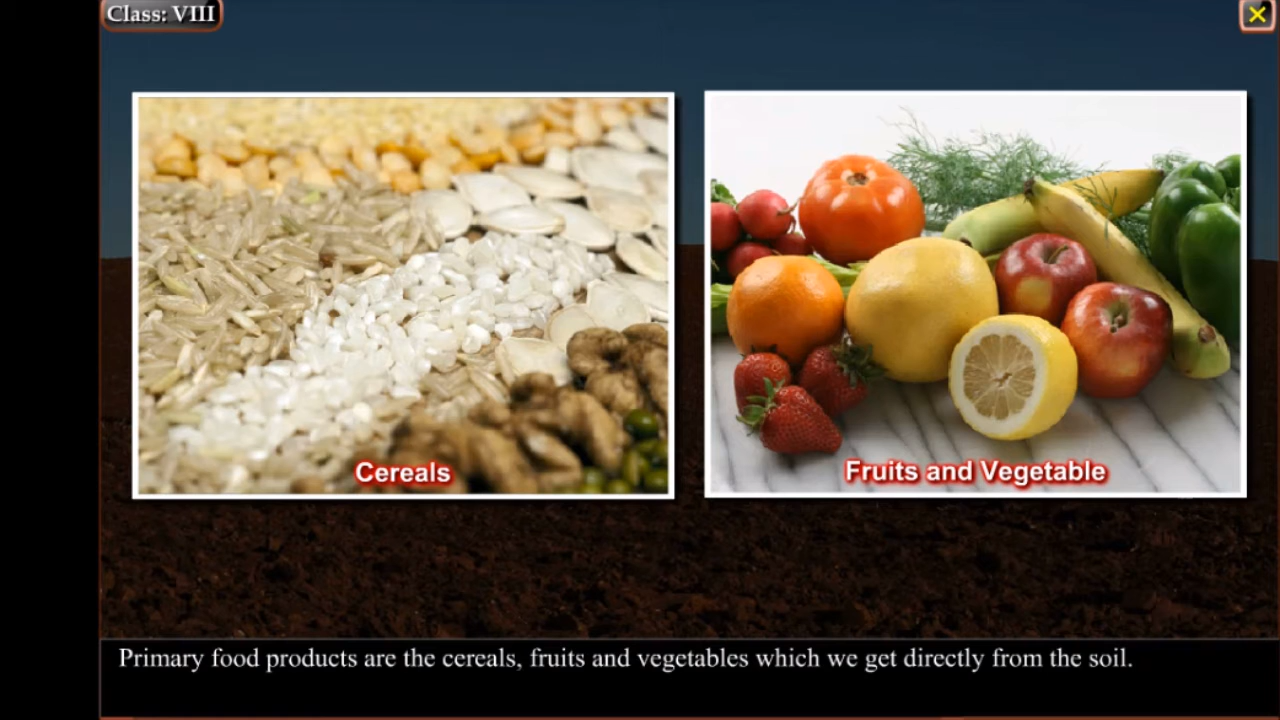 Class: VIII
Cereals
Fruits and Vegetable
Primary food products are the cereals, fruits and vegetables which we get directly from the soil.